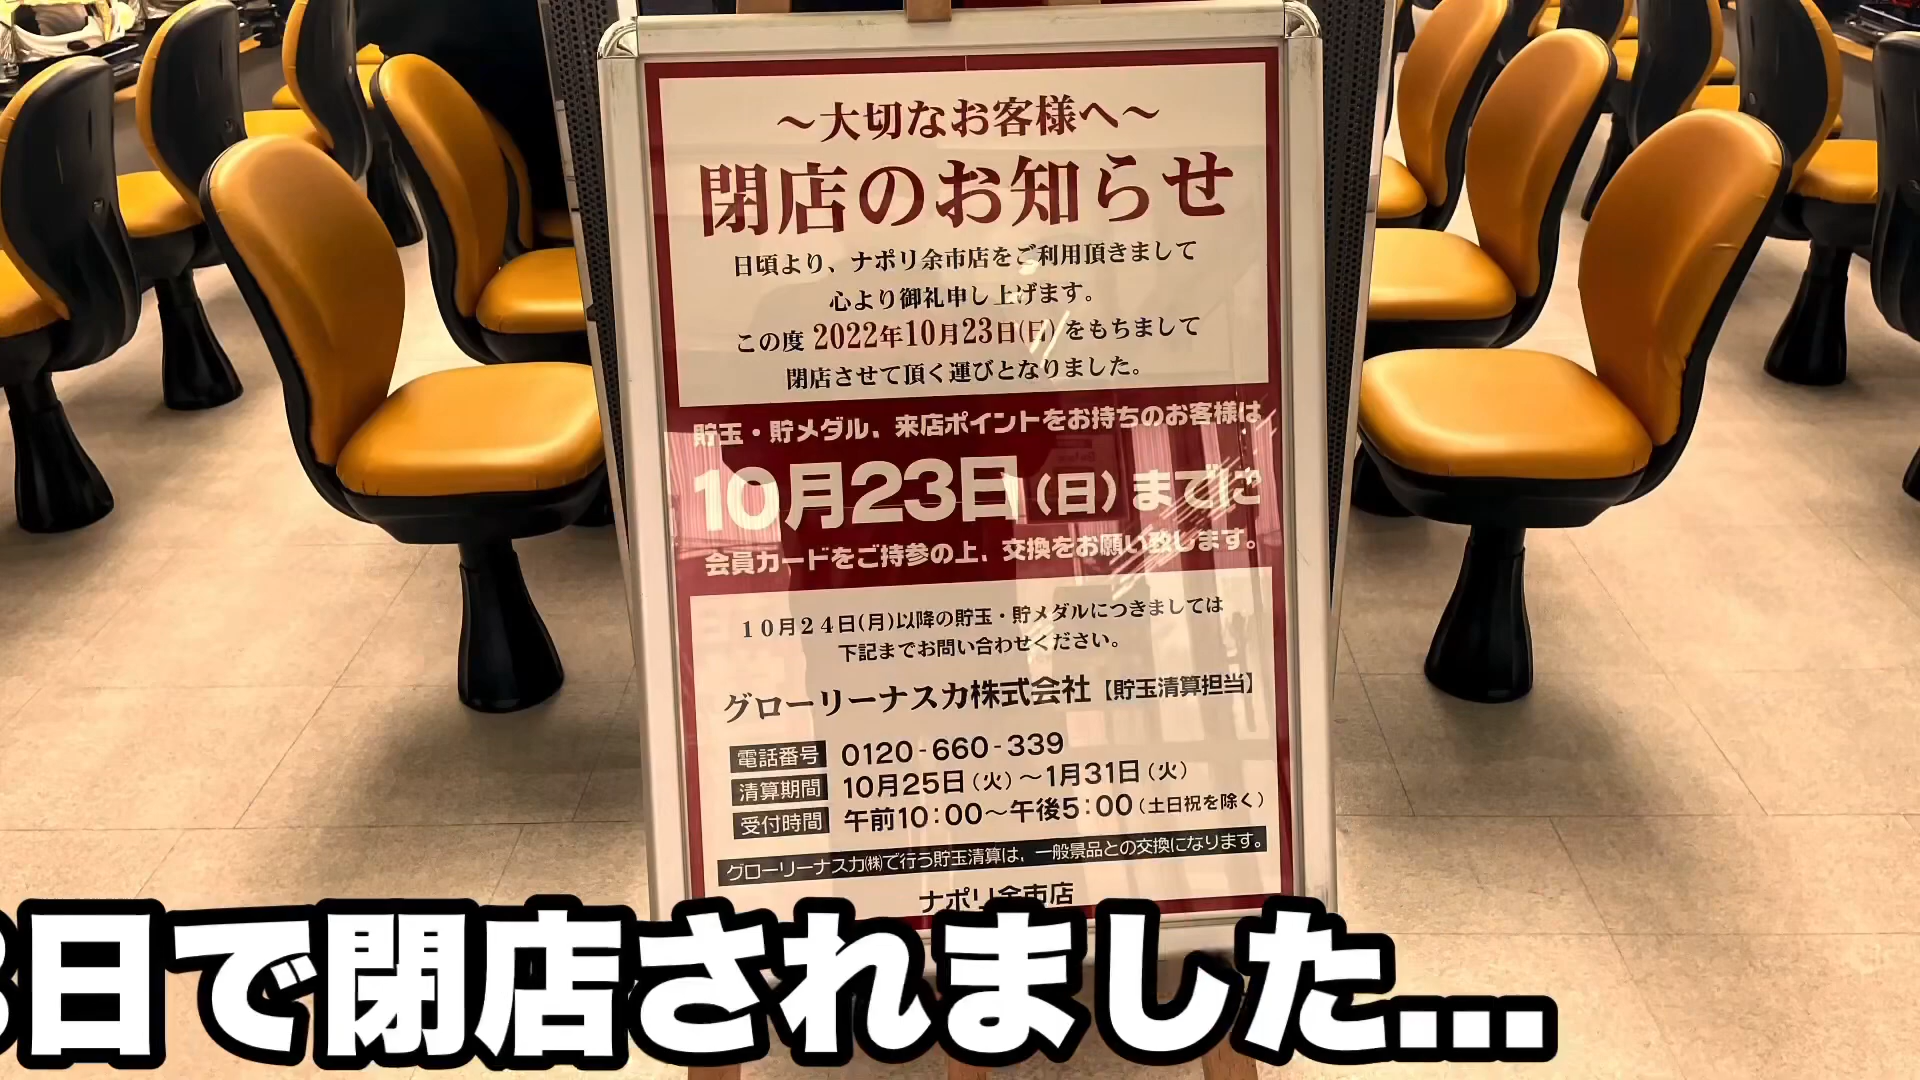 ～大切なお客様へ～
閉店のお知らせ
日頃より、ナポリ余市店をご利用頂きまして
心より御礼申し上げます。
この度 2022年10月23日(日) をもちまして
閉店させて頂く運びとなりました。
貯玉・貯メダル、来店ポイントをお持ちのお客様は
10月23日（日）までに
会員カードをご持参の上、交換をお願い致します。
１０月２４日(月)以降の貯玉・貯メダルにつきましては
下記までお問い合わせください。
グローリーナスカ株式会社【貯玉清算担当】
電話番号 0120-660-339
清算期間 10月25日（火）～1月31日（火）
受付時間 午前10：00～午後5：00（土日祝を除く）
グローリーナスカ㈱で行う貯玉清算は、一般景品との交換になります。
ナポリ余市店
日で閉店されました...